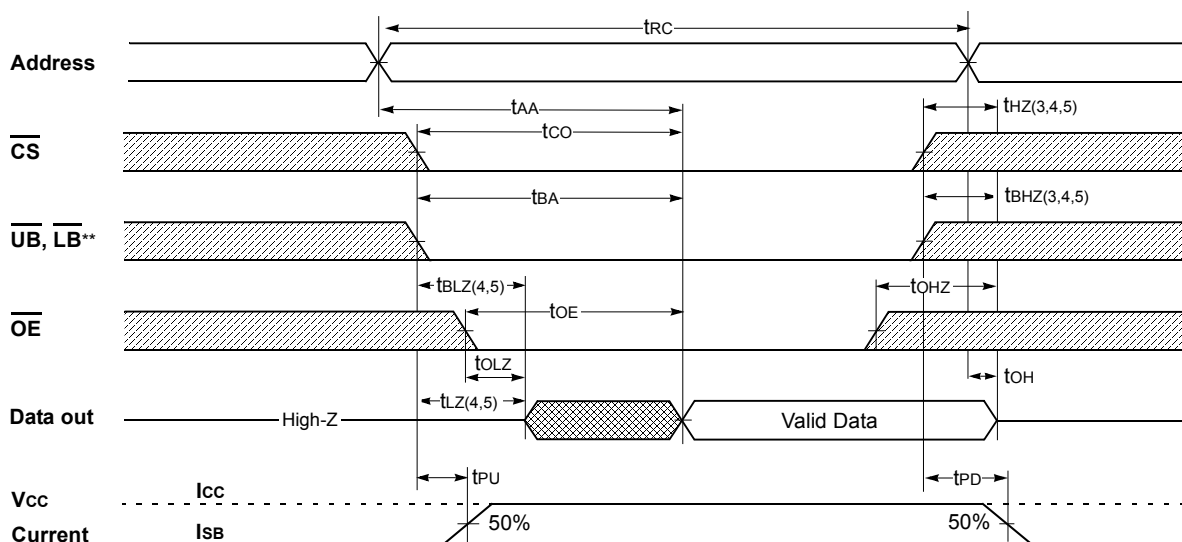 tRC
Address
tAA
tHZ(3,4,5)
tCO
CS
tBA
tBHZ(3,4,5)
UB, LB**
tBLZ(4,5)
tOHZ
tOE
OE
tOLZ
tOH
tLZ(4,5)
Data out
High-Z
Valid Data
tPU
tPD
ICC
VCC
50%
50%
Current
ISB